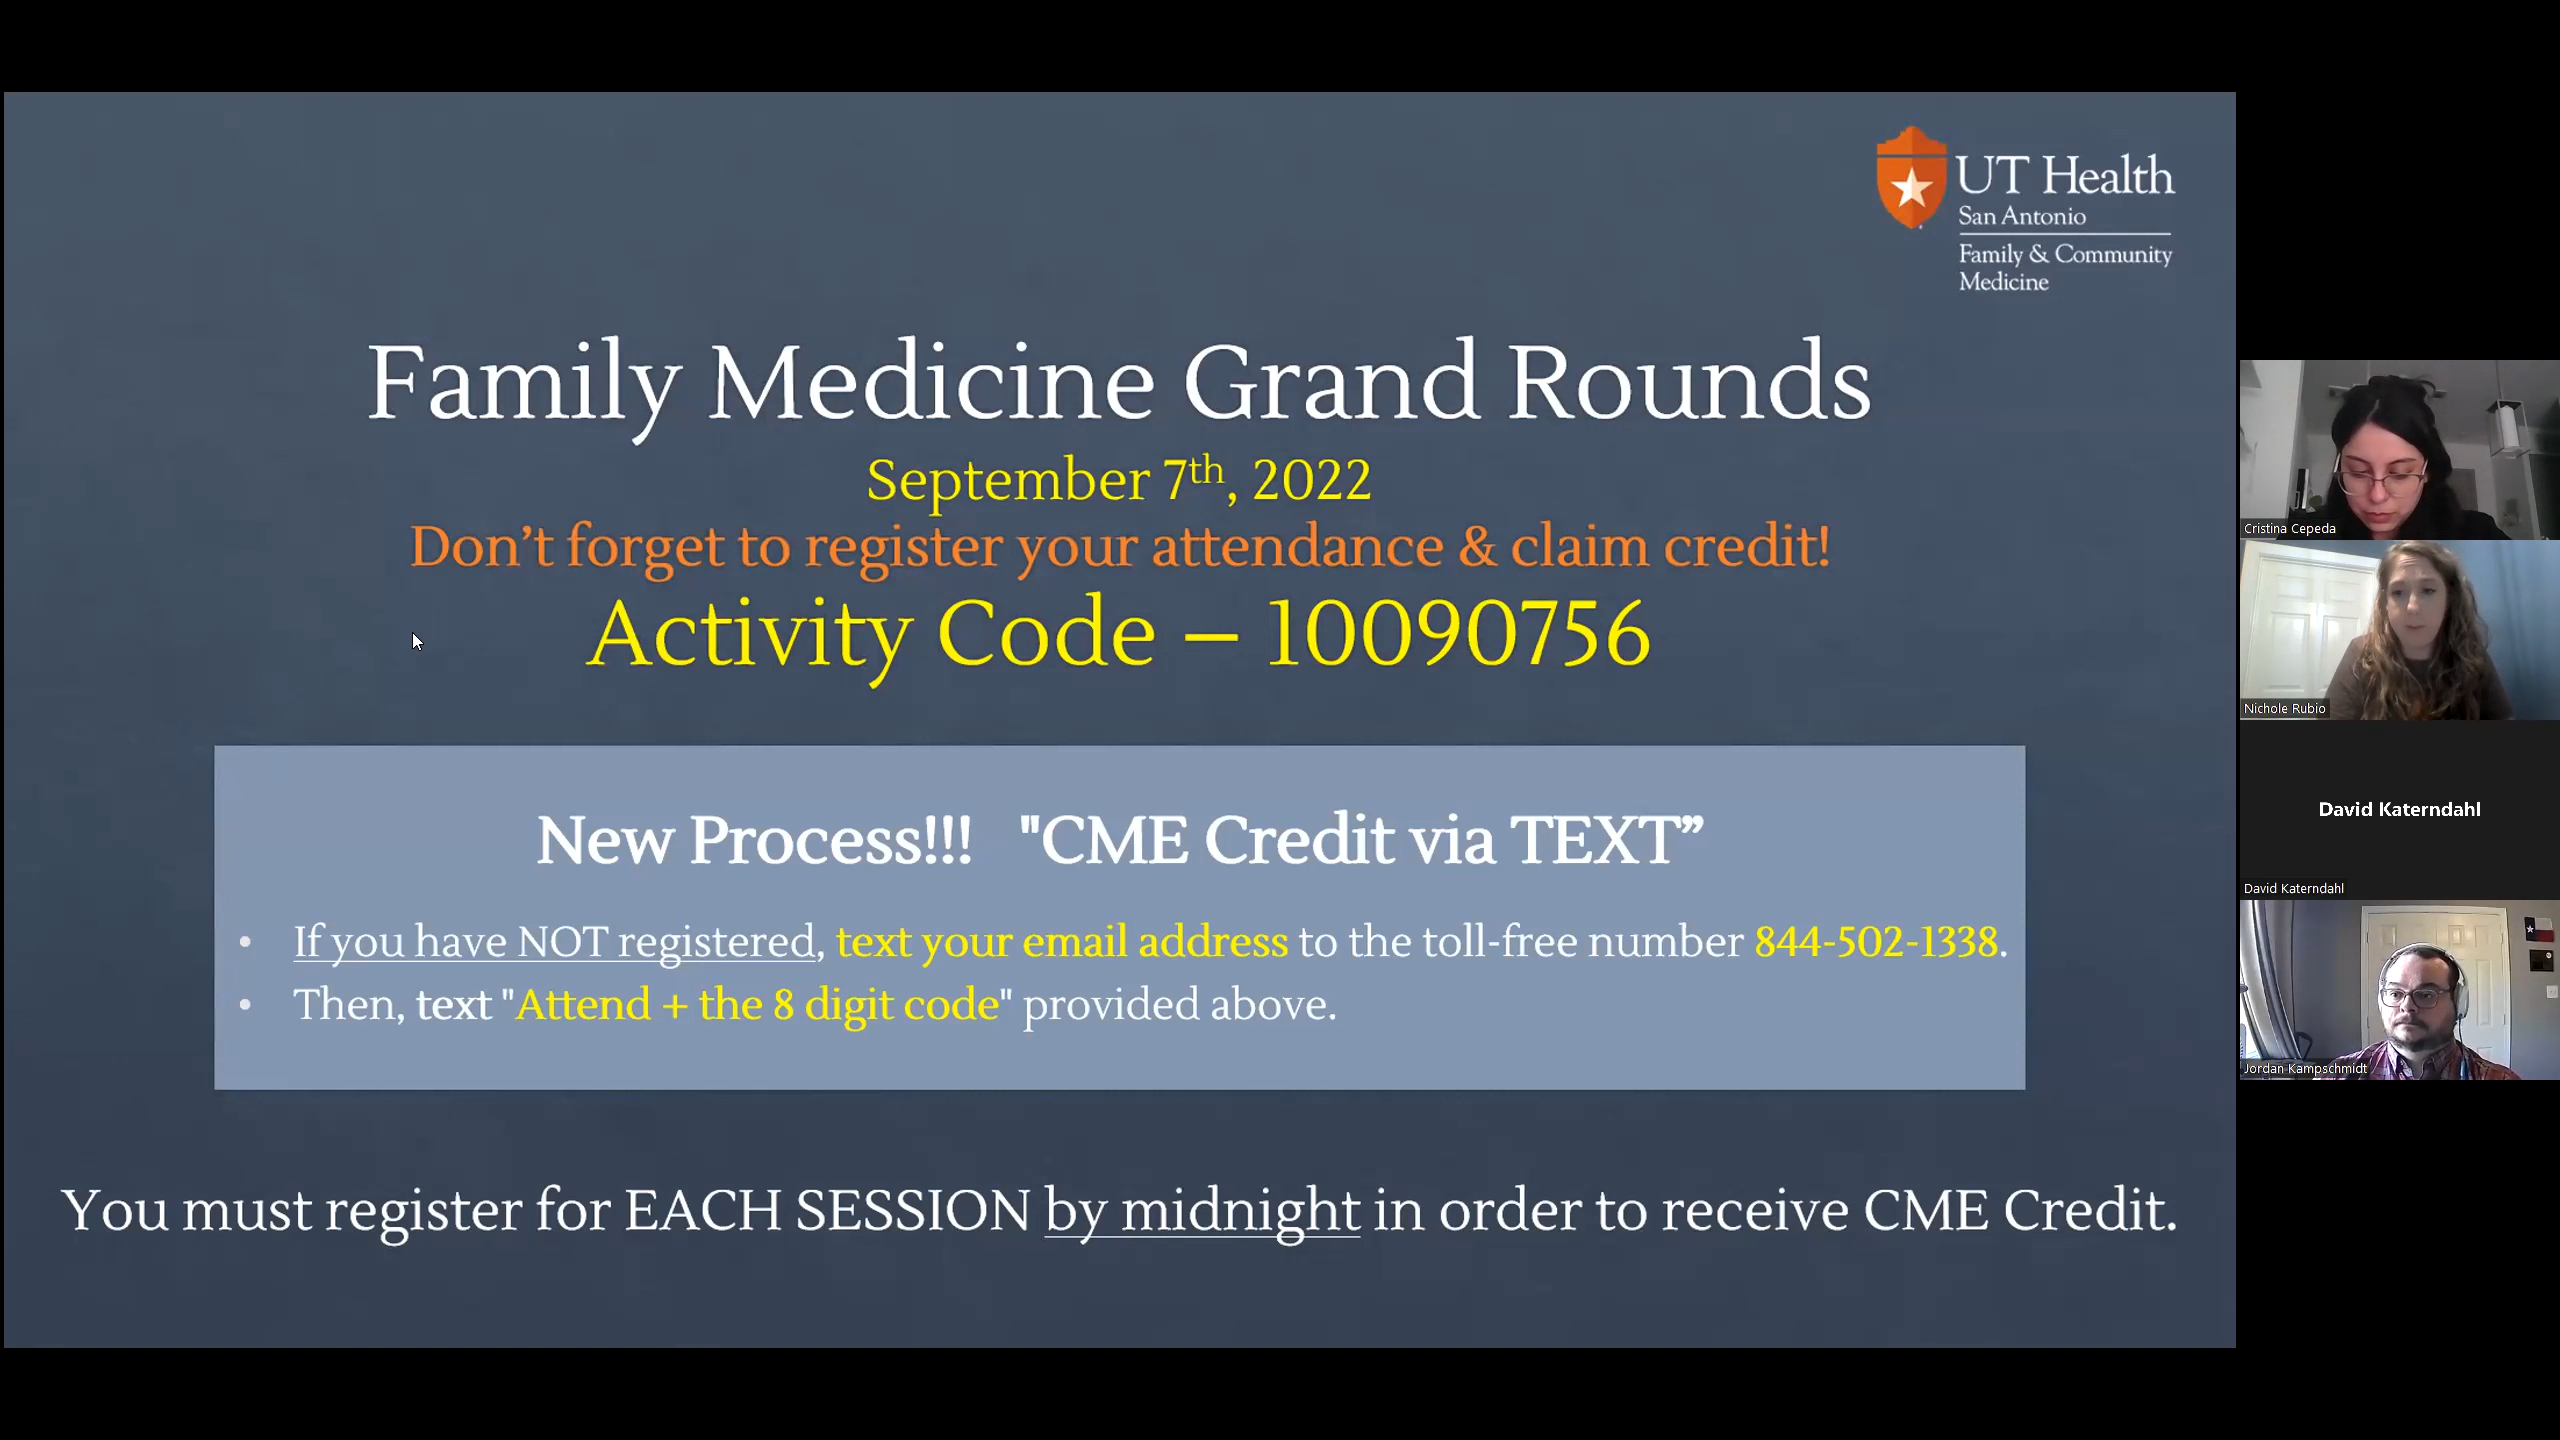 UT Health
San Antonio
Family & Community
Medicine
Family Medicine Grand Rounds
September 7th, 2022
Don’t forget to register your attendance & claim credit!
Activity Code – 10090756
New Process!!! "CME Credit via TEXT”
• If you have NOT registered, text your email address to the toll-free number 844-502-1338.
• Then, text "Attend + the 8 digit code" provided above.
You must register for EACH SESSION by midnight in order to receive CME Credit.
Cristina Cepeda
Nichole Rubio
David Katerndahl
David Katerndahl
Jordan Kampschmidt